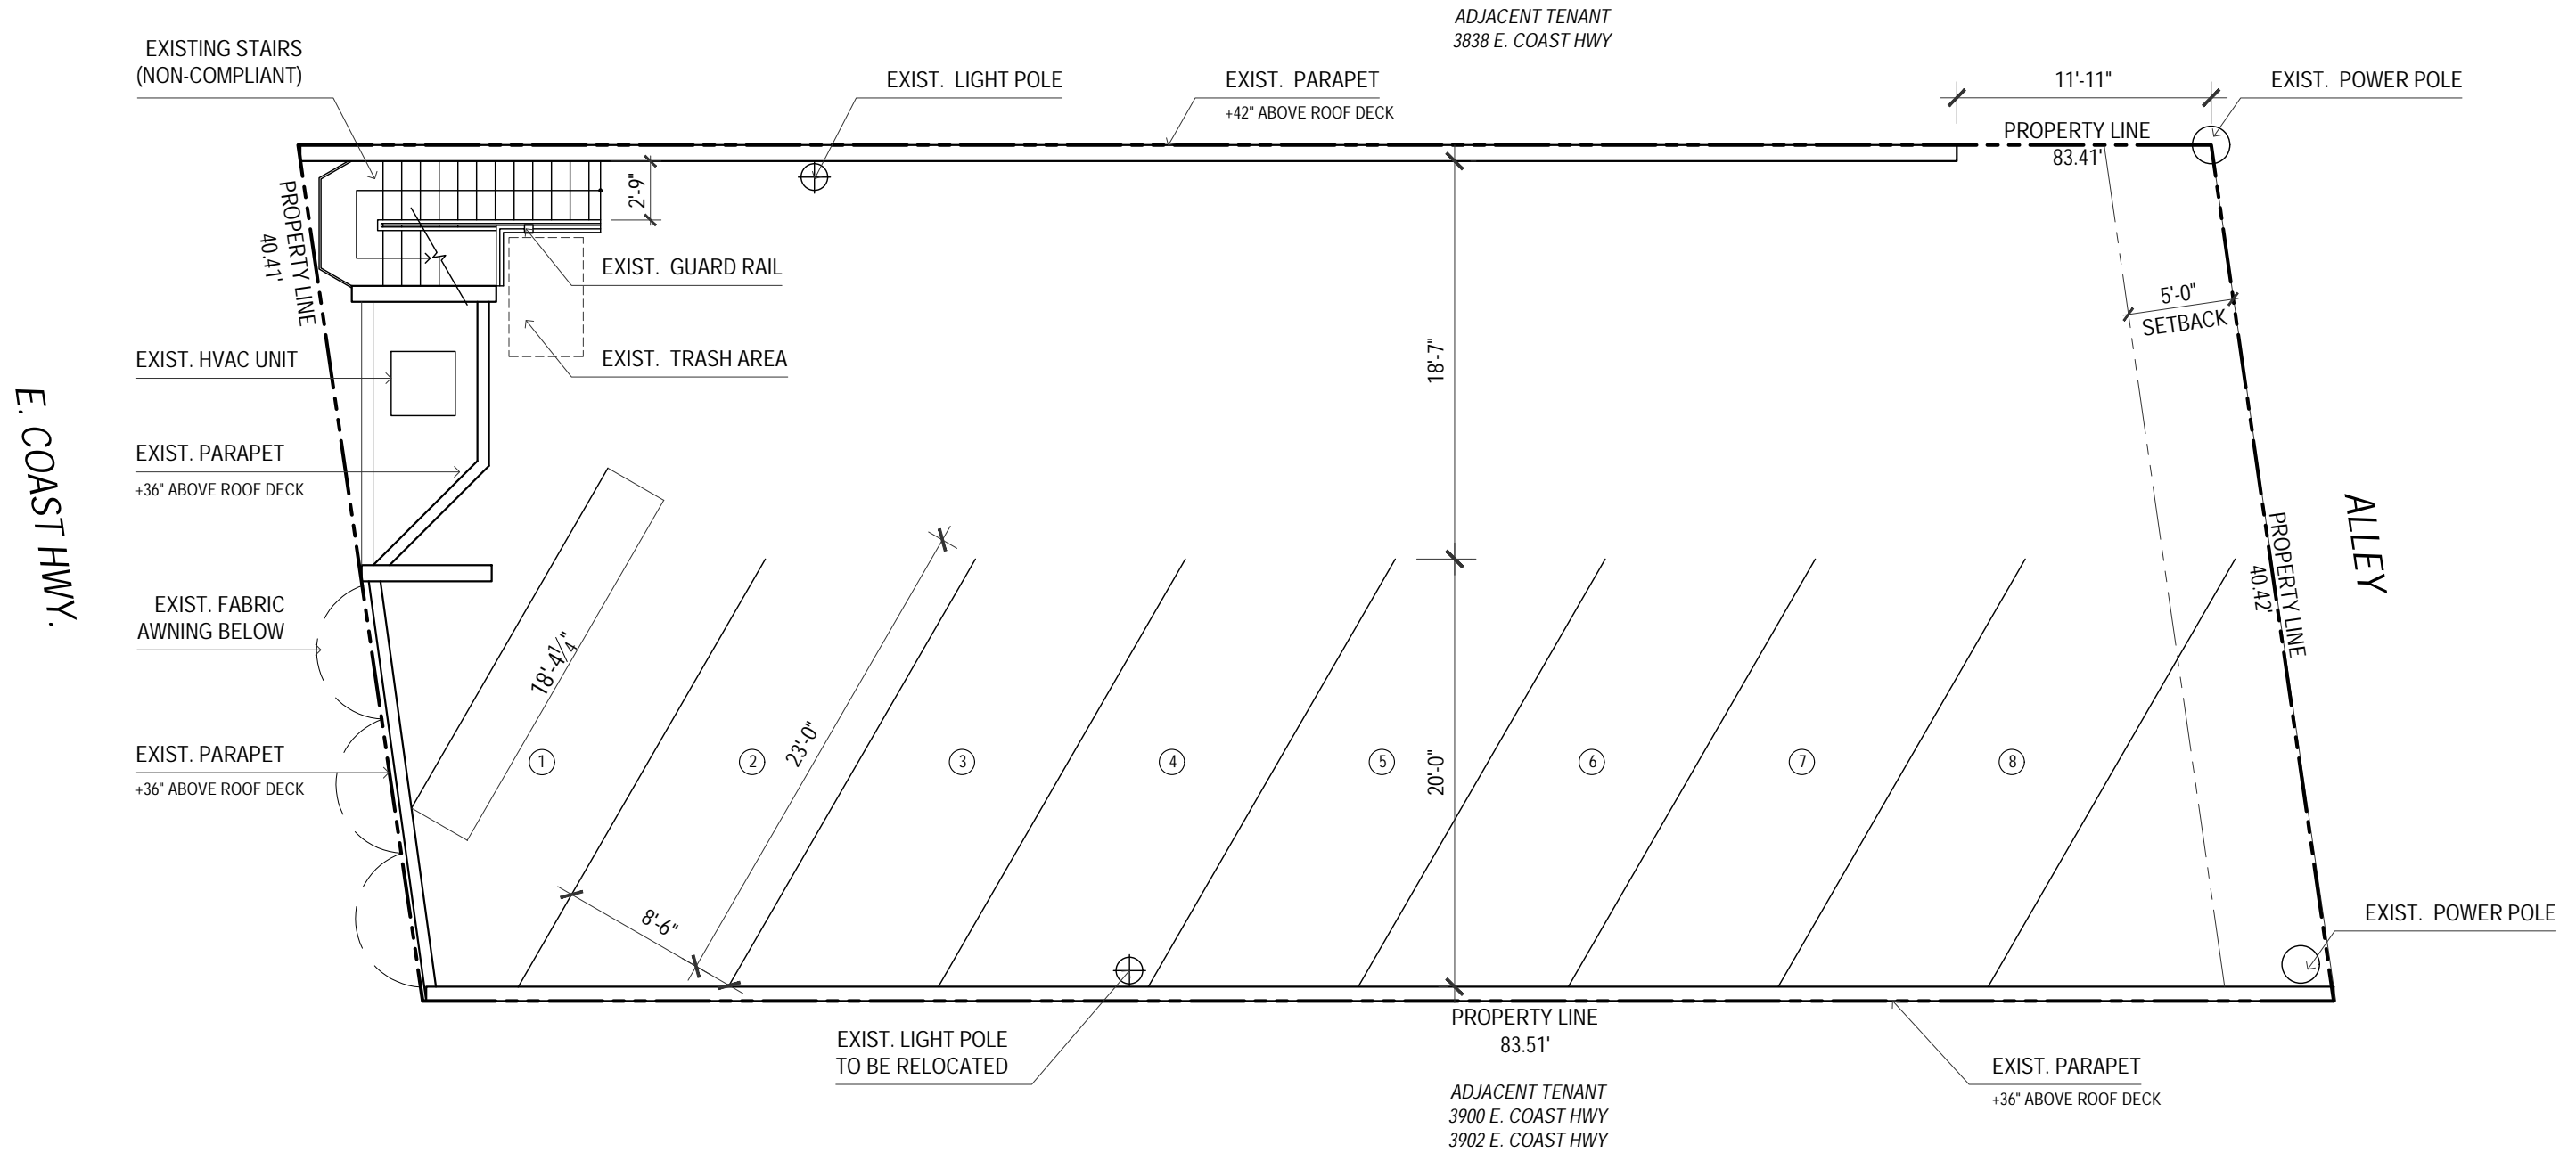 ADJACENT TENANT
3838 E. COAST HWY
EXISTING STAIRS
(NON-COMPLIANT)
EXIST. LIGHT POLE
EXIST. PARAPET
+42" ABOVE ROOF DECK
11'-11"
EXIST. POWER POLE
PROPERTY LINE
83.41'
PROPERTY LINE
40.41'
2'-9"
EXIST. GUARD RAIL
5'-0"
SETBACK
EXIST. HVAC UNIT
EXIST. TRASH AREA
18'-7"
E. COAST HWY.
EXIST. PARAPET
+36" ABOVE ROOF DECK
ALLEY
PROPERTY LINE
40.42'
EXIST. FABRIC
AWNING BELOW
18'-4 1/4"
23'-0"
20'-0"
EXIST. PARAPET
+36" ABOVE ROOF DECK
1
2
3
4
5
6
7
8
8'-6"
EXIST. POWER POLE
PROPERTY LINE
83.51'
EXIST. LIGHT POLE
TO BE RELOCATED
EXIST. PARAPET
+36" ABOVE ROOF DECK
ADJACENT TENANT
3900 E. COAST HWY
3902 E. COAST HWY